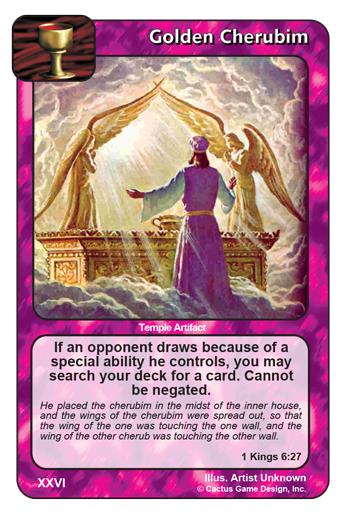 Golden Cherubim
Temple Artifact
If an opponent draws because of a
special ability he controls, you may
search your deck for a card. Cannot
be negated.
He placed the cherubim in the midst of the inner house,
and the wings of the cherubim were spread out, so that
the wing of the one was touching the one wall, and the
wing of the other cherub was touching the other wall.
1 Kings 6:27
XXVI
Illus. Artist Unknown
© Cactus Game Design, Inc.